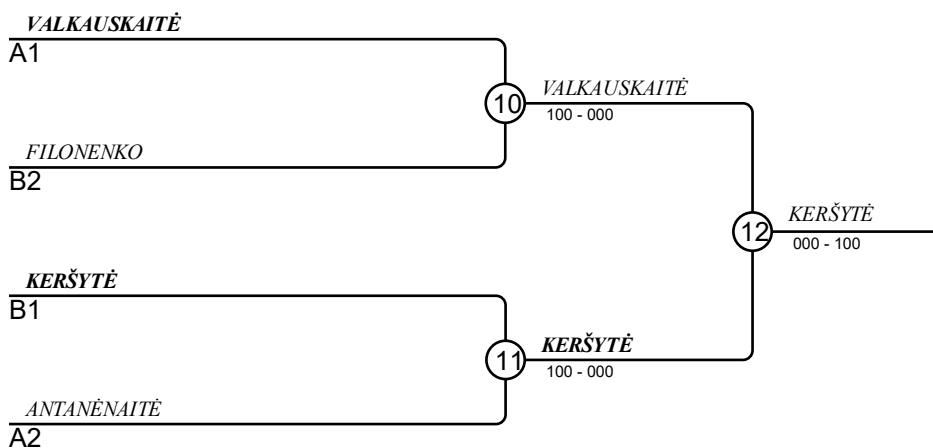 VALKAUSKAITĖ
A1
10
VALKAUSKAITĖ
100 - 000
FILONENKO
B2
12
KERŠYTĖ
000 - 100
KERŠYTĖ
B1
11
KERŠYTĖ
100 - 000
ANTANĖNAITĖ
A2